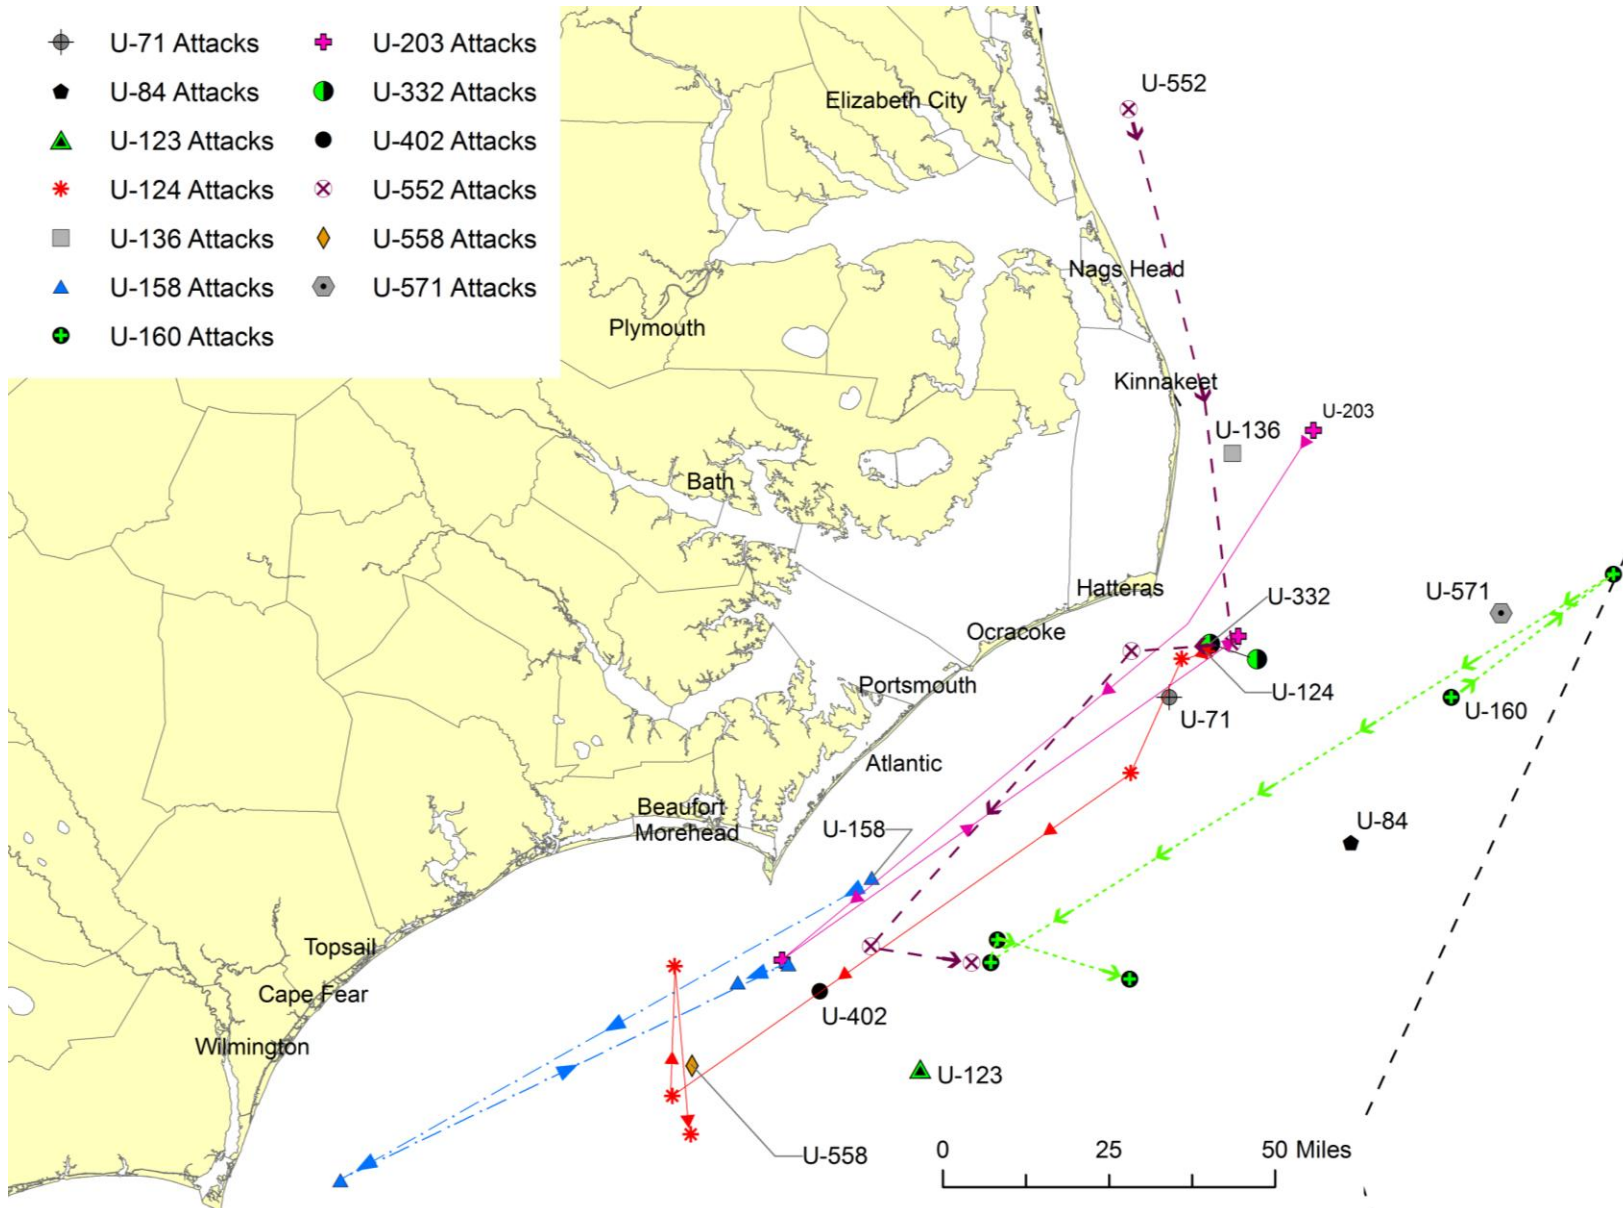 U-71 Attacks
U-84 Attacks
U-123 Attacks
U-124 Attacks
U-136 Attacks
U-158 Attacks
U-160 Attacks
U-203 Attacks
U-332 Attacks
U-402 Attacks
U-552 Attacks
U-558 Attacks
U-571 Attacks
U-552
Elizabeth City
Nags Head
Plymouth
Kinnakeet
U-203
U-136
Bath
Hatteras
U-332
U-571
Ocracoke
Portsmouth
U-124
U-71
U-160
Atlantic
Beaufort
Morehead
U-158
U-84
Topsail
Cape Fear
U-402
Wilmington
U-123
U-558
0 25 50 Miles